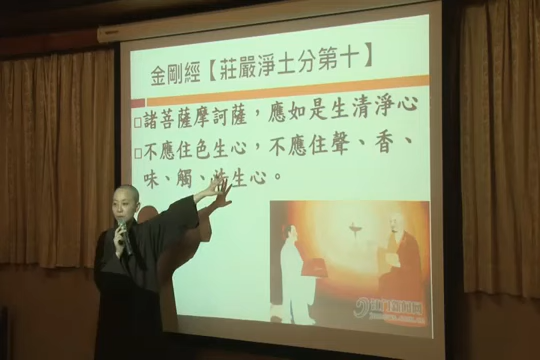 金剛經【莊嚴淨土分第十】
諸菩薩摩訶薩，應如是生清淨心
不應住色生心，不應住聲、香、
味、觸、法生心。